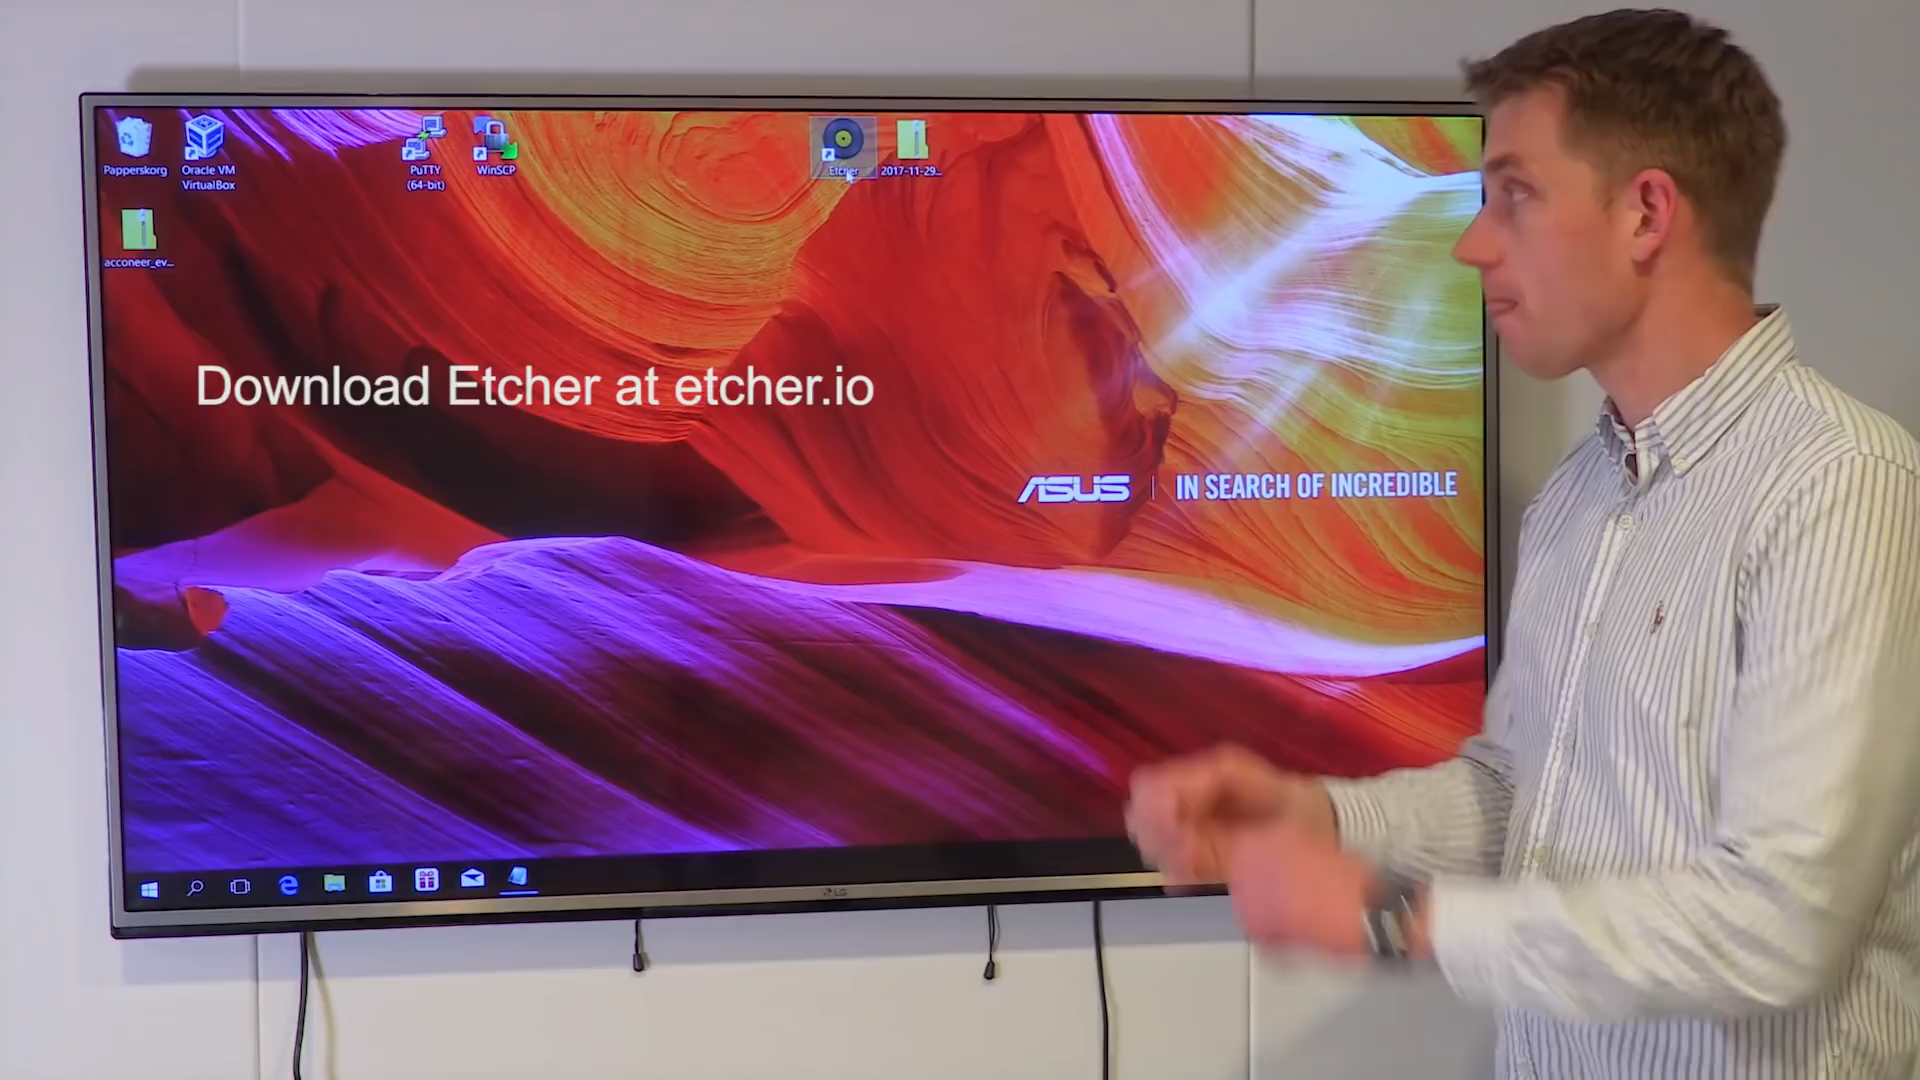 Papperskorg
Oracle VM
VirtualBox
PuTTY
(64-bit)
WinSCP
Etcher
2017-11-29...
acconeer_ev...
Download Etcher at etcher.io
ASUS | IN SEARCH OF INCREDIBLE
LG